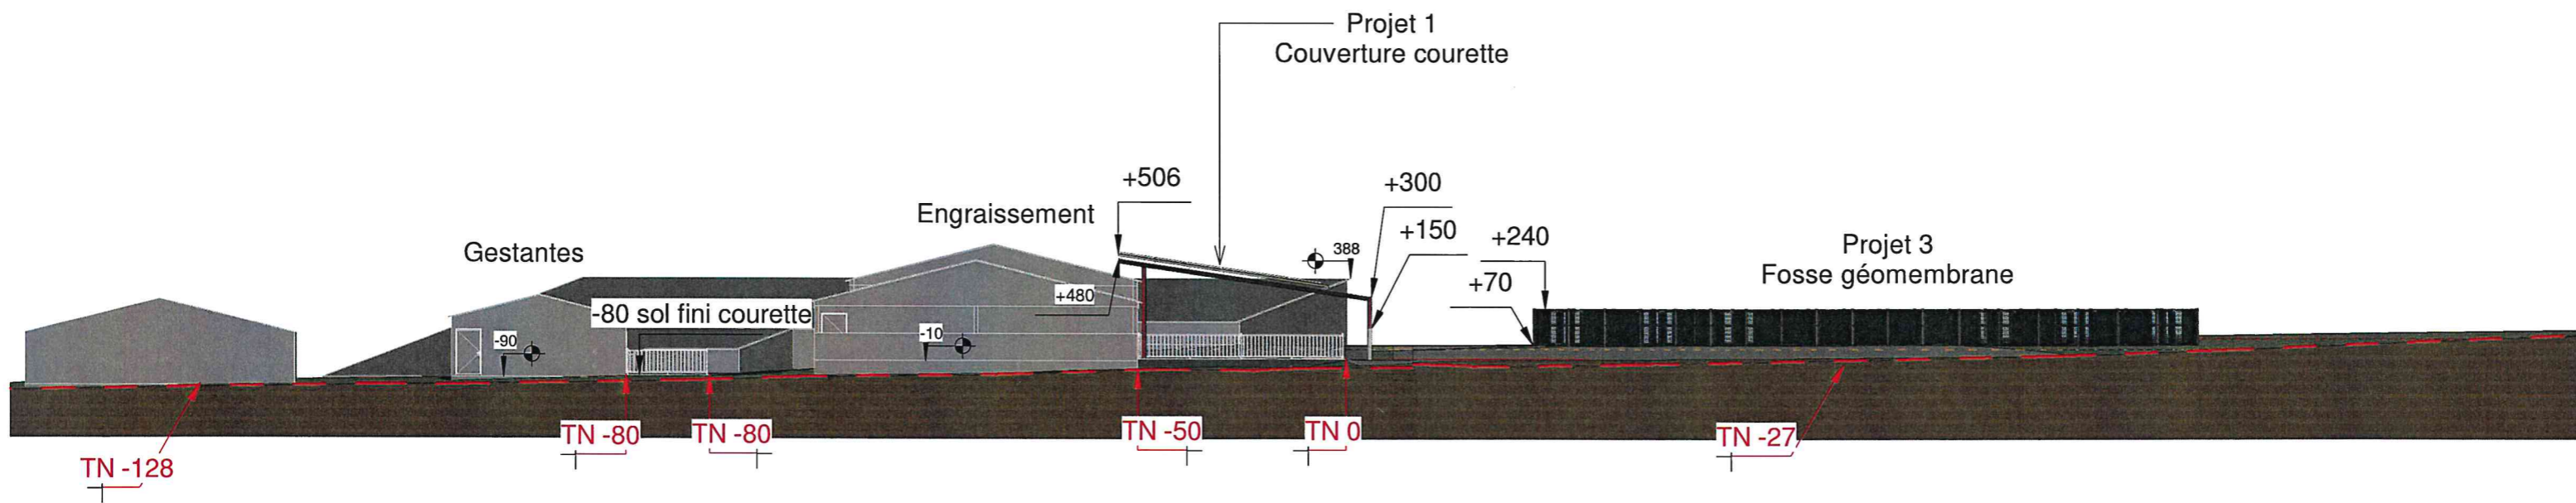 Projet 1
Couverture courette
+506
+300
Engraissement
+150
+240
Projet 3
Fosse géomembrane
Gestantes
388
+70
+480
-80 sol fini courette
-90
-10
TN -80
TN -80
TN -50
TN 0
TN -27
TN -128